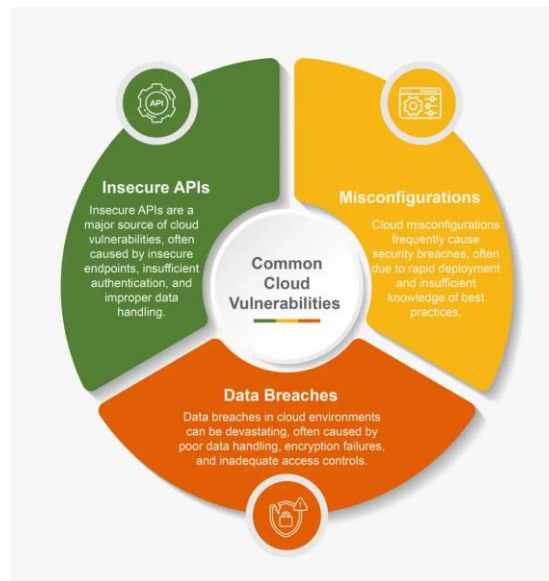 API
Insecure APIs
Insecure APIs are a
major source of cloud
vulnerabilities, often
caused by insecure
endpoints, insufficient
authentication, and
improper data
handling.
Misconfigurations
Cloud misconfigurations
frequently cause
security breaches, often
due to rapid deployment
and insufficient
knowledge of best
practices.
Common
Cloud
Vulnerabilities
Data Breaches
Data breaches in cloud environments
can be devastating, often caused by
poor data handling, encryption failures,
and inadequate access controls.